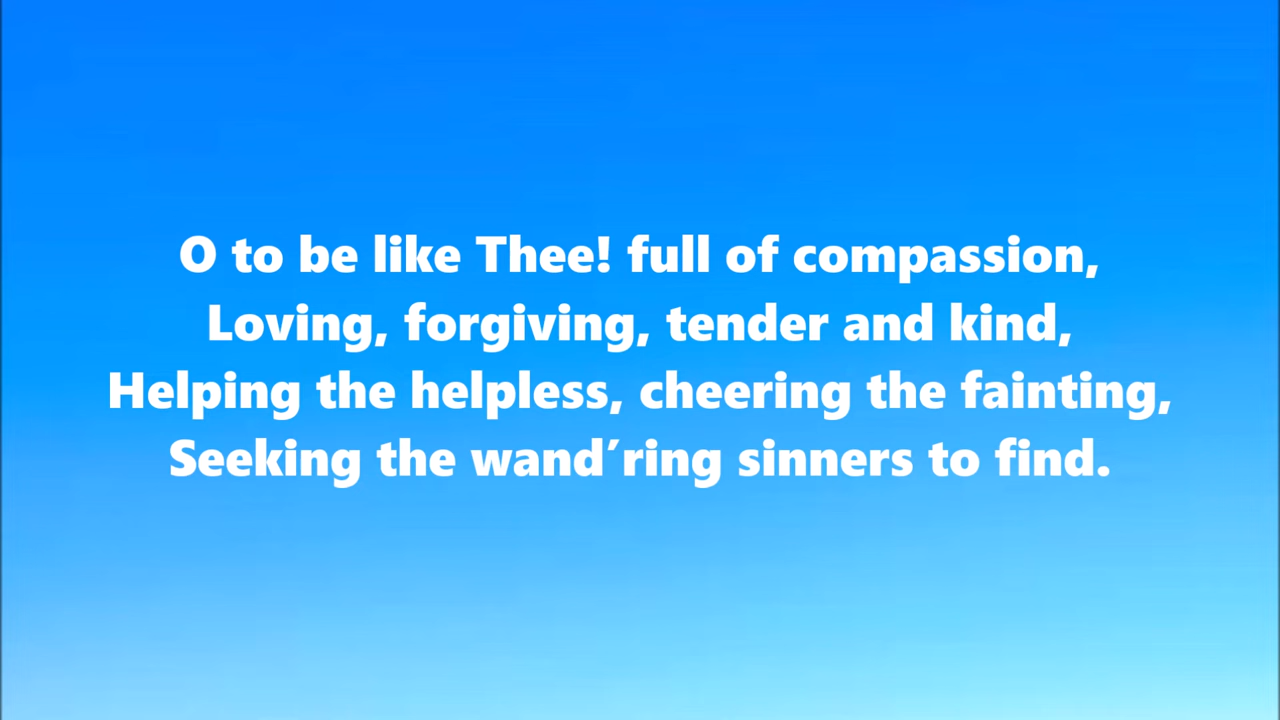 O to be like Thee! full of compassion,
Loving, forgiving, tender and kind,
Helping the helpless, cheering the fainting,
Seeking the wand′ring sinners to find.